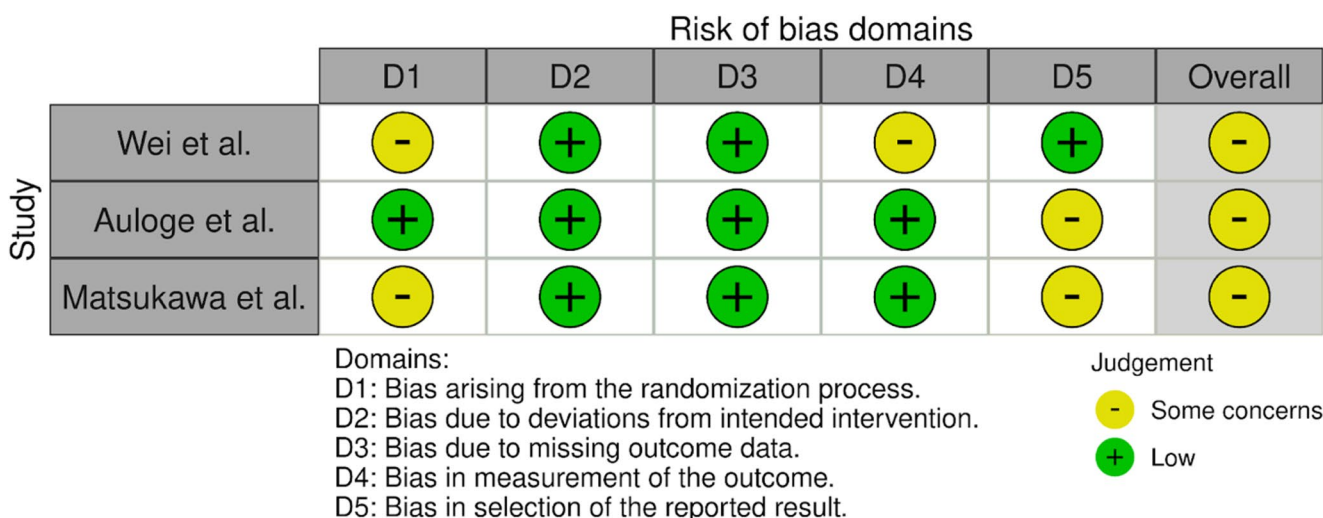 Risk of bias domains
D1 D2 D3 D4 D5 Overall
Study
Wei et al. - + + - + -
Auloge et al. + + + + - -
Matsukawa et al. - + + + - -
Domains:
D1: Bias arising from the randomization process.
D2: Bias due to deviations from intended intervention.
D3: Bias due to missing outcome data.
D4: Bias in measurement of the outcome.
D5: Bias in selection of the reported result.
Judgement
- Some concerns
+ Low